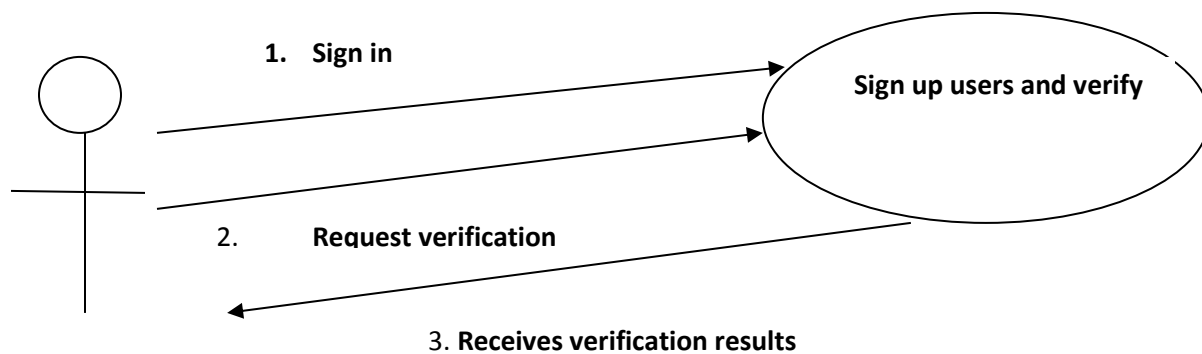 1. Sign in
Sign up users and verify
2. Request verification
3. Receives verification results